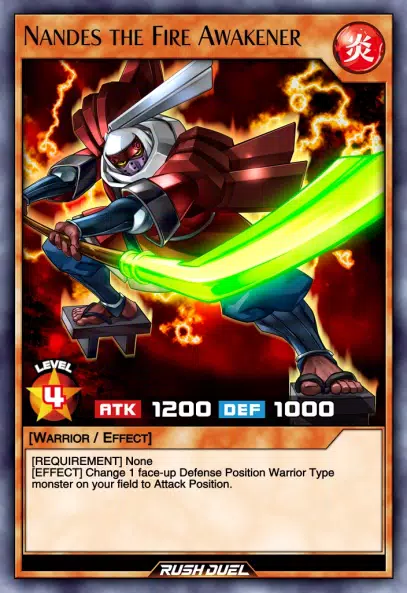 Nandes the Fire Awakener
炎
LEVEL
4
ATK 1200 DEF 1000
[Warrior / Effect]
[REQUIREMENT] None
[EFFECT] Change 1 face-up Defense Position Warrior Type
monster on your field to Attack Position.
RUSH DUEL